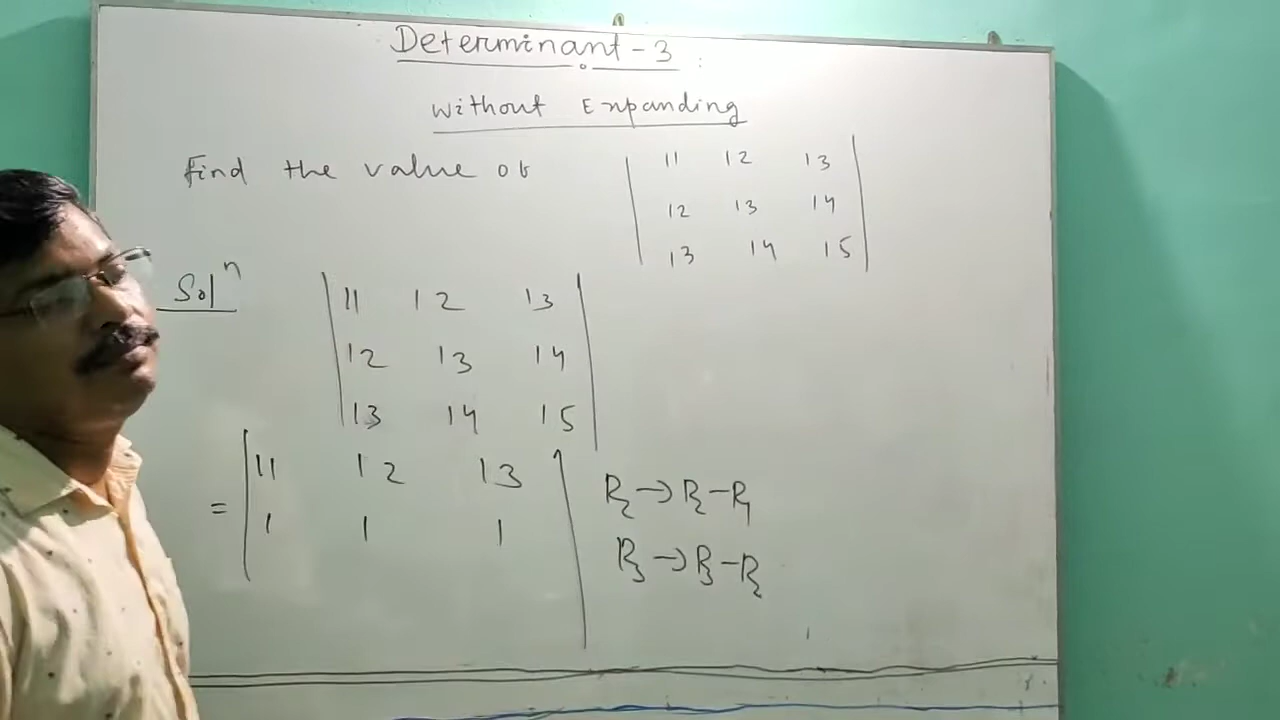 Determinant - 3
without Expanding
Find the value of | 11 12 13 |
| 12 13 14 |
| 13 14 15 |
Solⁿ | 11 12 13 |
| 12 13 14 |
| 13 14 15 |
= | 11 12 13 |
| 1 1 1 | R₂ → R₂ - R₁
R₃ → R₃ - R₂